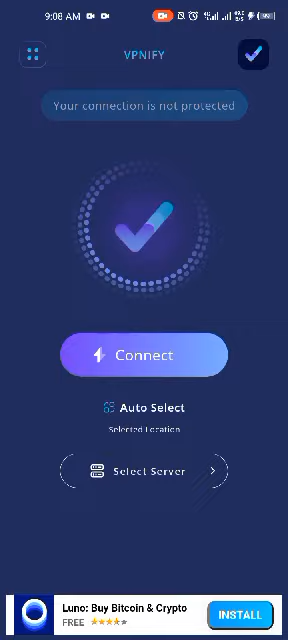 9:08 AM
VPNIFY
Your connection is not protected
Connect
Auto Select
Selected Location
Select Server
Luno: Buy Bitcoin & Crypto
FREE
INSTALL